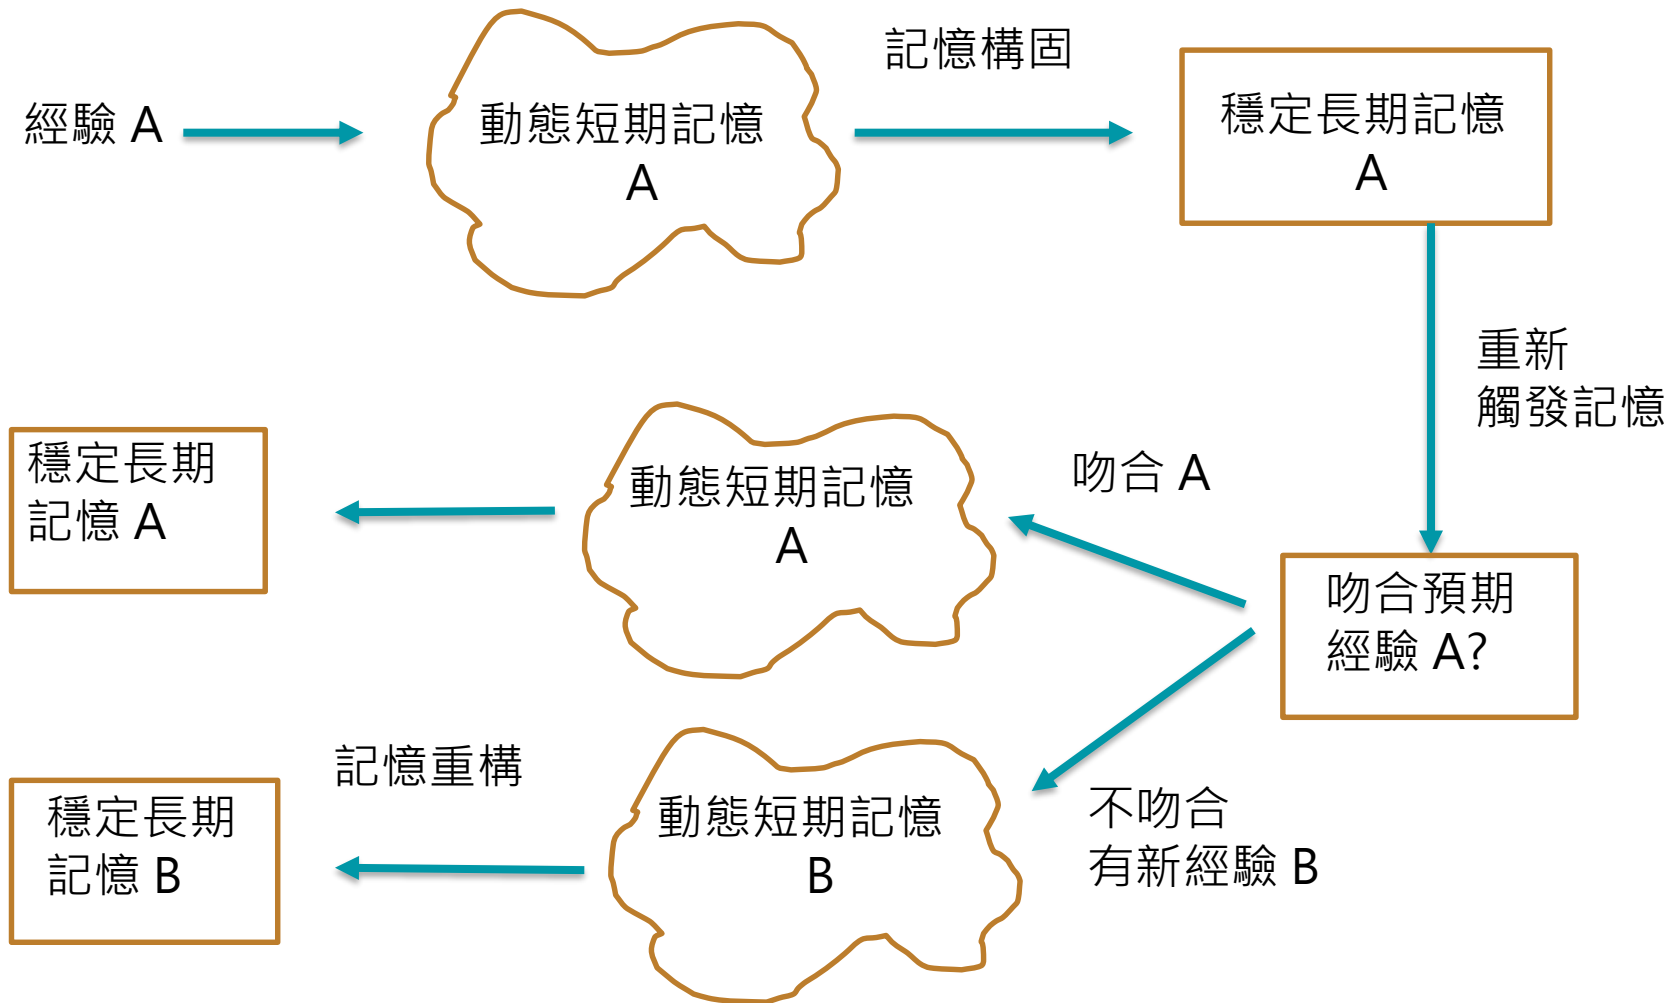 經驗 A
動態短期記憶
A
記憶構固
穩定長期記憶
A
重新
觸發記憶
吻合預期
經驗 A?
吻合 A
動態短期記憶
A
穩定長期
記憶 A
不吻合
有新經驗 B
動態短期記憶
B
記憶重構
穩定長期
記憶 B